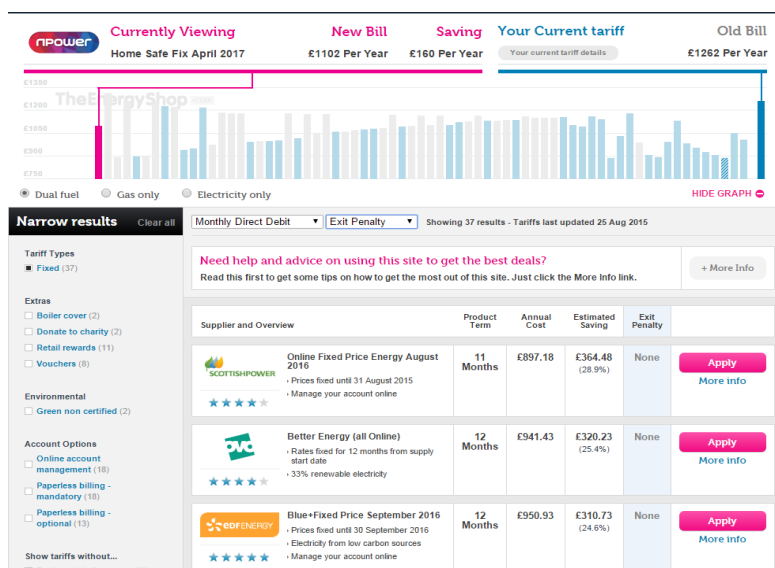 npower
Currently Viewing
New Bill
Saving
Your Current tariff
Old Bill
Home Safe Fix April 2017
£1102 Per Year
£160 Per Year
Your current tariff details
£1262 Per Year
£1350
TheEnergyShop.com
£1200
£1050
£900
£750
Dual fuel
Gas only
Electricity only
HIDE GRAPH
Narrow results
Clear all
Monthly Direct Debit
Exit Penalty
Showing 37 results - Tariffs last updated 25 Aug 2015
Tariff Types
Fixed (37)
Extras
Boiler cover (2)
Donate to charity (2)
Retail rewards (11)
Vouchers (8)
Environmental
Green non certified (2)
Account Options
Online account
management (18)
Paperless billing -
mandatory (18)
Paperless billing -
optional (13)
Show tariffs without...
Need help and advice on using this site to get the best deals?
Read this first to get some tips on how to get the most out of this site. Just click the More Info link.
+ More Info
Supplier and Overview
Product
Term
Annual
Cost
Estimated
Saving
Exit
Penalty
SCOTTISHPOWER
Online Fixed Price Energy August
2016
› Prices fixed until 31 August 2015
› Manage your account online
11
Months
£897.18
£364.48
(28.9%)
None
Apply
More info
Better Energy (all Online)
› Rates fixed for 12 months from supply
start date
› 33% renewable electricity
12
Months
£941.43
£320.23
(25.4%)
None
Apply
More info
EDF ENERGY
Blue+Fixed Price September 2016
› Prices fixed until 30 September 2016
› Electricity from low carbon sources
› Manage your account online
12
Months
£950.93
£310.73
(24.6%)
None
Apply
More info